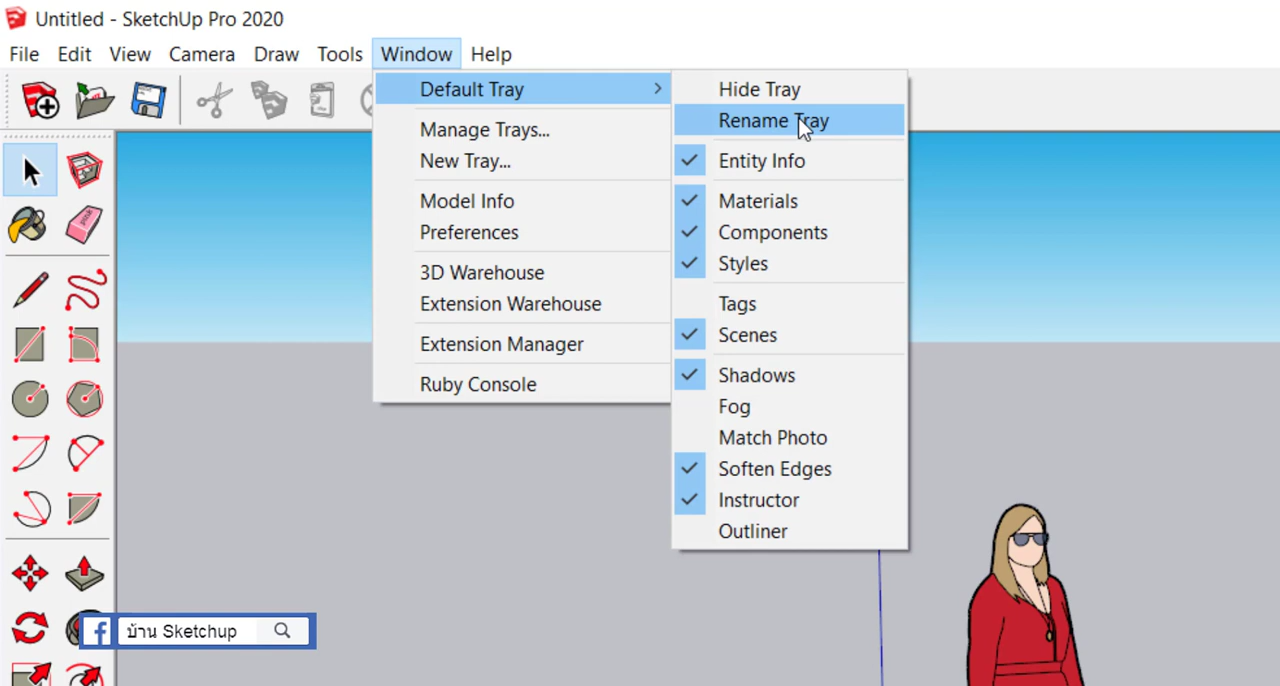 Untitled - SketchUp Pro 2020
File Edit View Camera Draw Tools Window Help
Default Tray
Manage Trays...
New Tray...
Model Info
Preferences
3D Warehouse
Extension Warehouse
Extension Manager
Ruby Console
Hide Tray
Rename Tray
Entity Info
Materials
Components
Styles
Tags
Scenes
Shadows
Fog
Match Photo
Soften Edges
Instructor
Outliner
บ้าน Sketchup